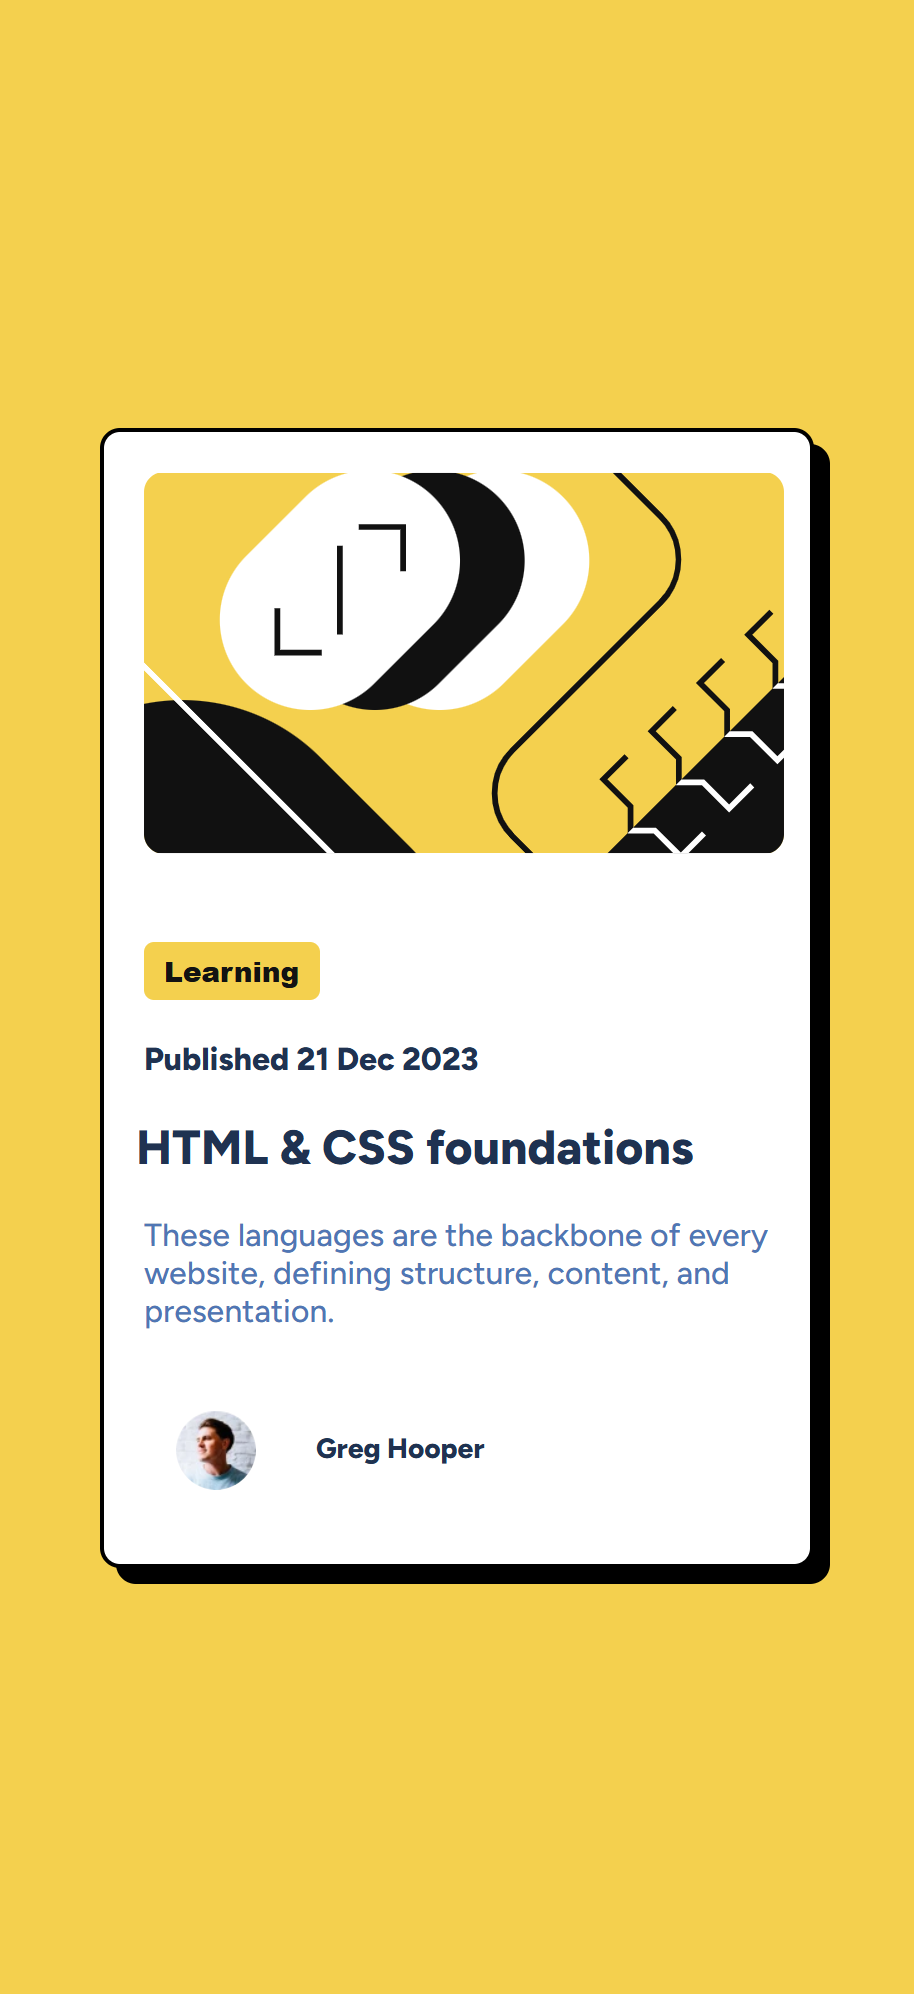 Learning
Published 21 Dec 2023
HTML & CSS foundations
These languages are the backbone of every
website, defining structure, content, and
presentation.
Greg Hooper